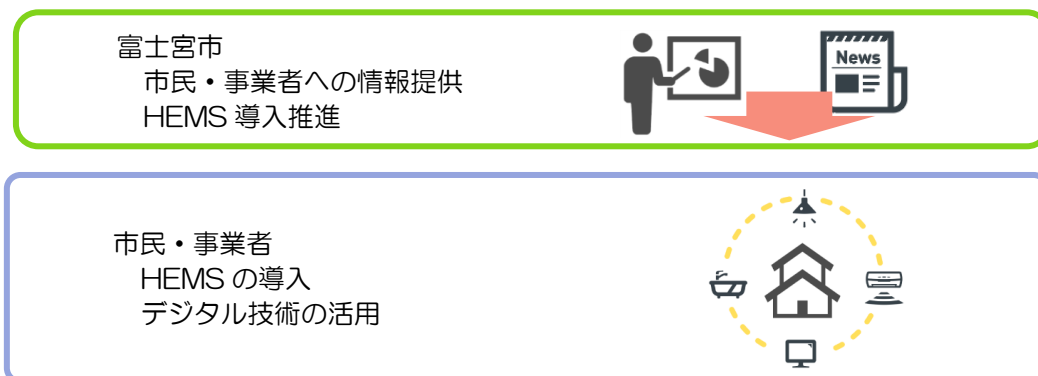 富士宮市
市民・事業者への情報提供
HEMS 導入推進
News
市民・事業者
HEMS の導入
デジタル技術の活用